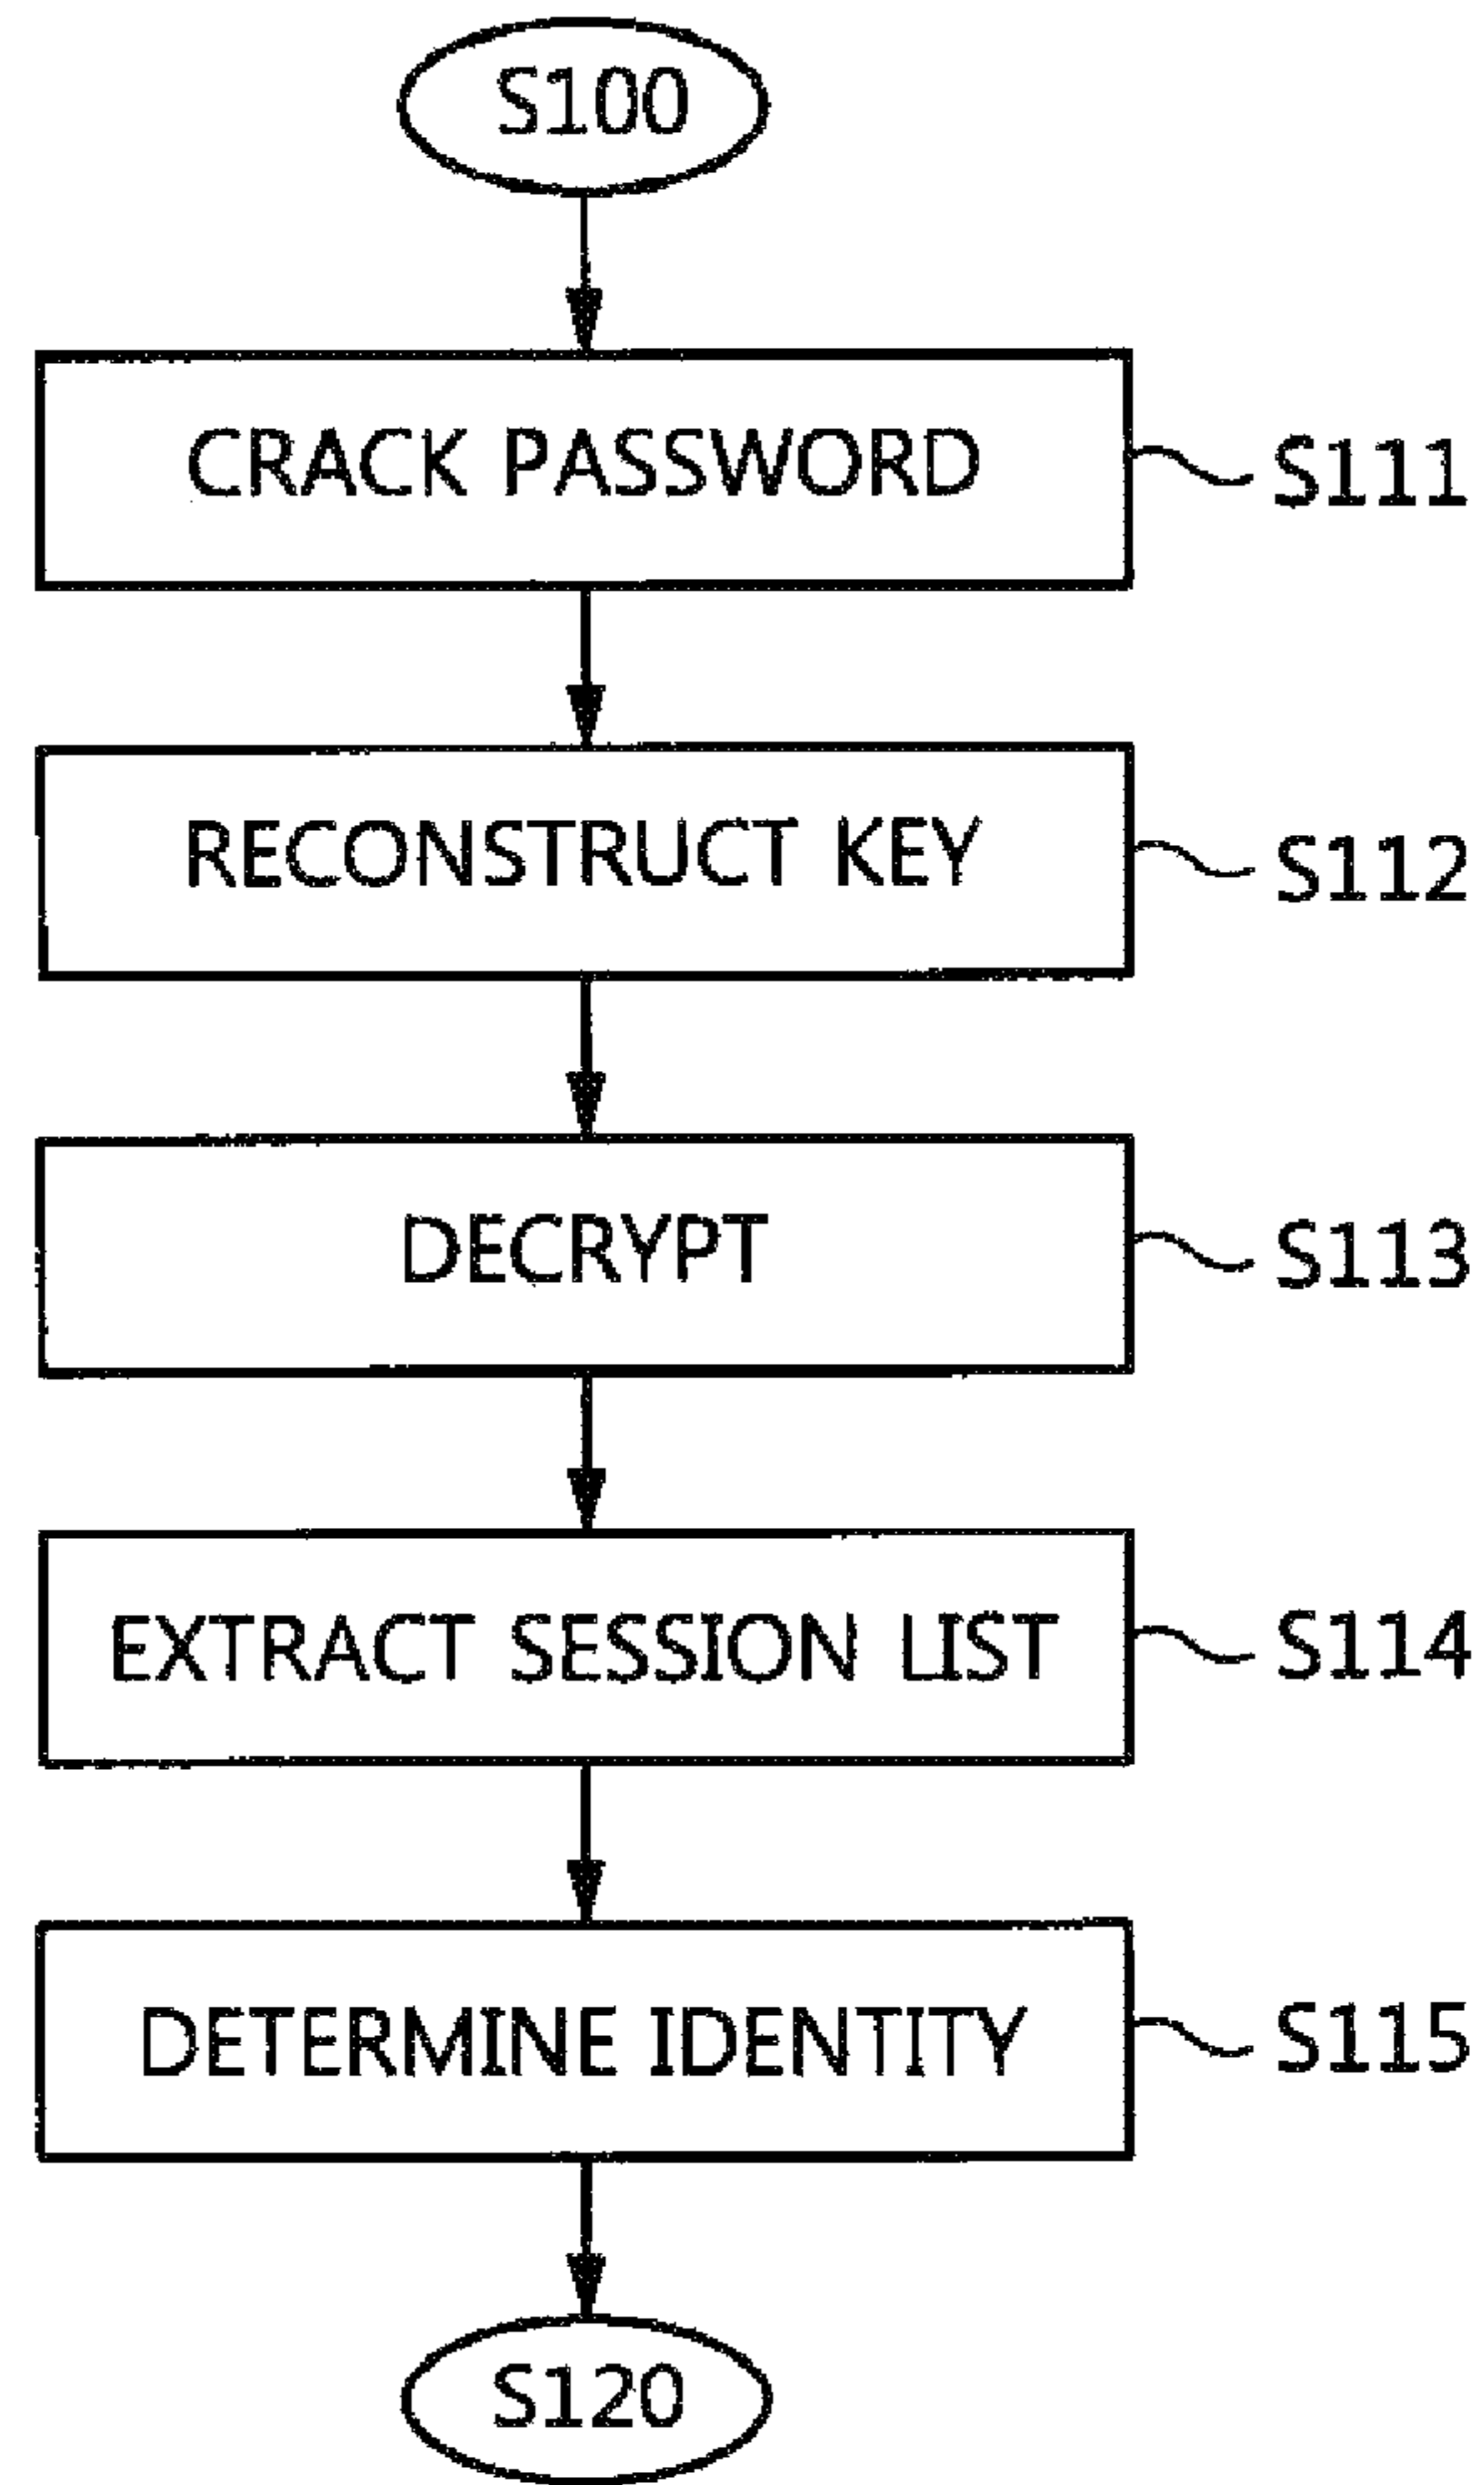 S100
CRACK PASSWORD
S111
RECONSTRUCT KEY
S112
DECRYPT
S113
EXTRACT SESSION LIST
S114
DETERMINE IDENTITY
S115
S120